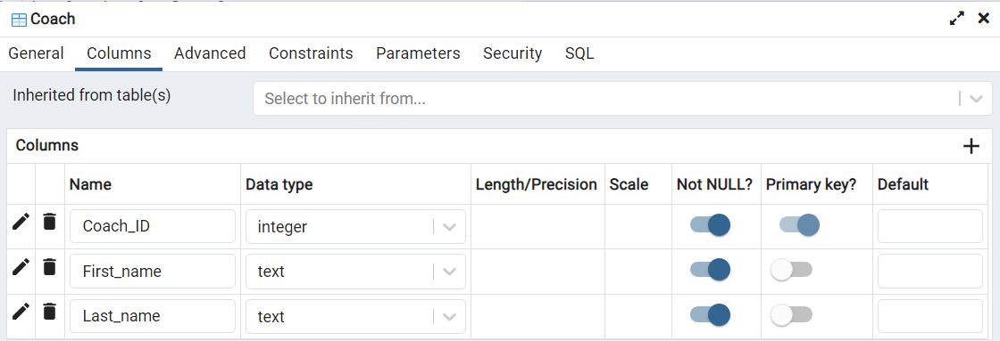 Coach
General Columns Advanced Constraints Parameters Security SQL
Inherited from table(s) Select to inherit from...
Columns
Name Data type Length/Precision Scale Not NULL? Primary key? Default
Coach_ID integer
First_name text
Last_name text